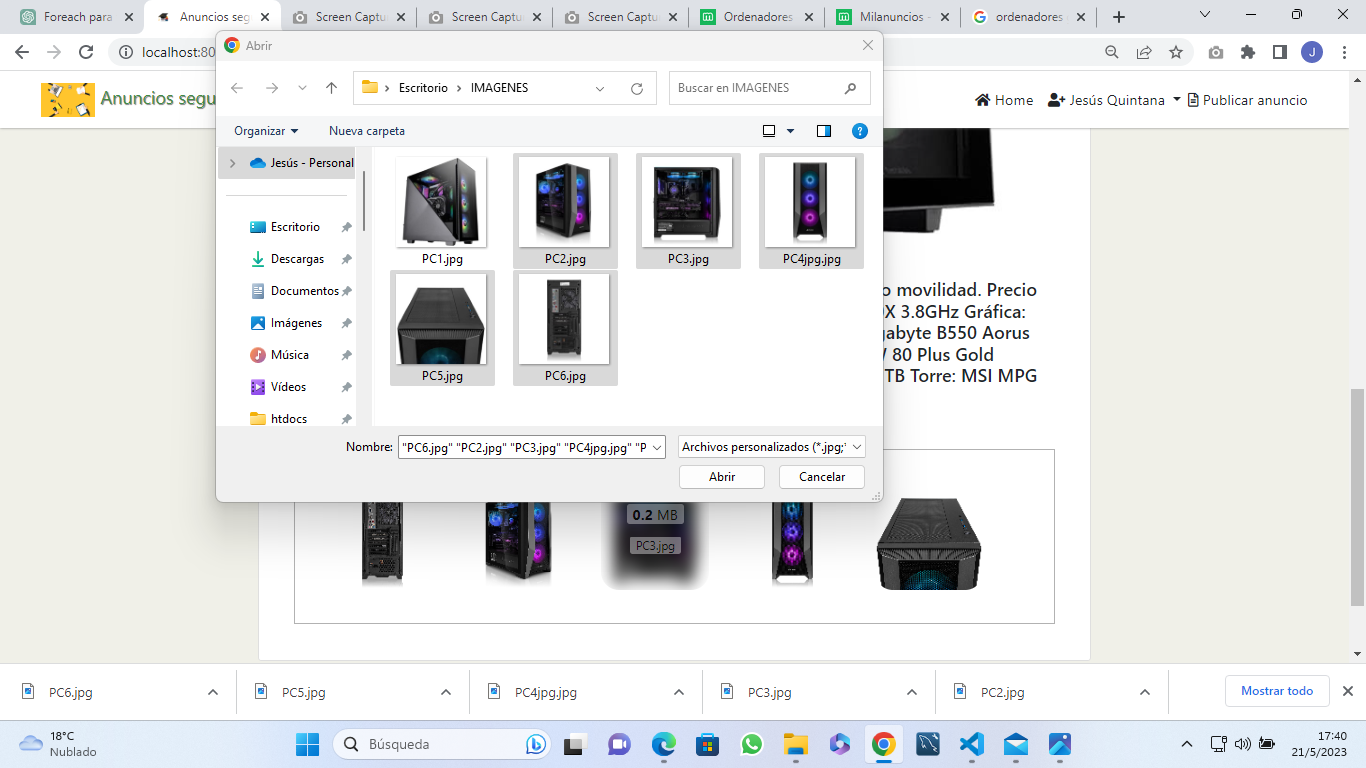 Foreach para
Anuncios seg
Screen Captu
Screen Captu
Screen Captu
Ordenadores
Milanuncios -
ordenadores
localhost:80
J
Abrir
Escritorio
IMAGENES
Buscar en IMAGENES
Organizar
Nueva carpeta
?
Jesús - Personal
Escritorio
Descargas
Documentos
Imágenes
Música
Vídeos
htdocs
PC1.jpg
PC2.jpg
PC3.jpg
PC4jpg.jpg
PC5.jpg
PC6.jpg
Nombre:
"PC6.jpg" "PC2.jpg" "PC3.jpg" "PC4jpg.jpg" "P
Archivos personalizados (*.jpg;*
Abrir
Cancelar
Anuncios segu
Home
Jesús Quintana
Publicar anuncio
o movilidad. Precio
0X 3.8GHz Gráfica:
gabyte B550 Aorus
W 80 Plus Gold
TB Torre: MSI MPG
0.2 MB
PC3.jpg
PC6.jpg
PC5.jpg
PC4jpg.jpg
PC3.jpg
PC2.jpg
Mostrar todo
18°C
Nublado
Búsqueda
17:40
21/5/2023